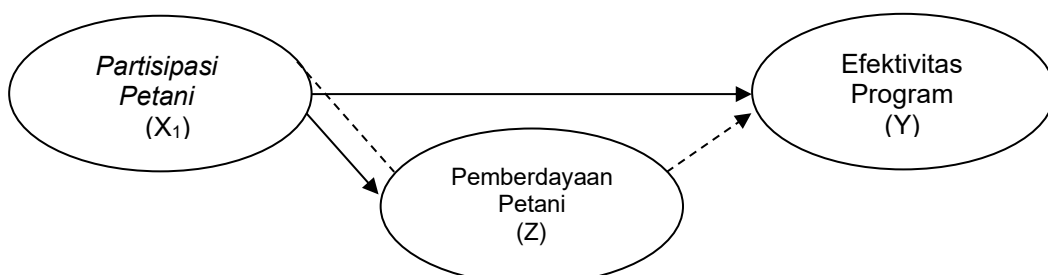 Partisipasi
Petani
(X₁)
Efektivitas
Program
(Y)
Pemberdayaan
Petani
(Z)